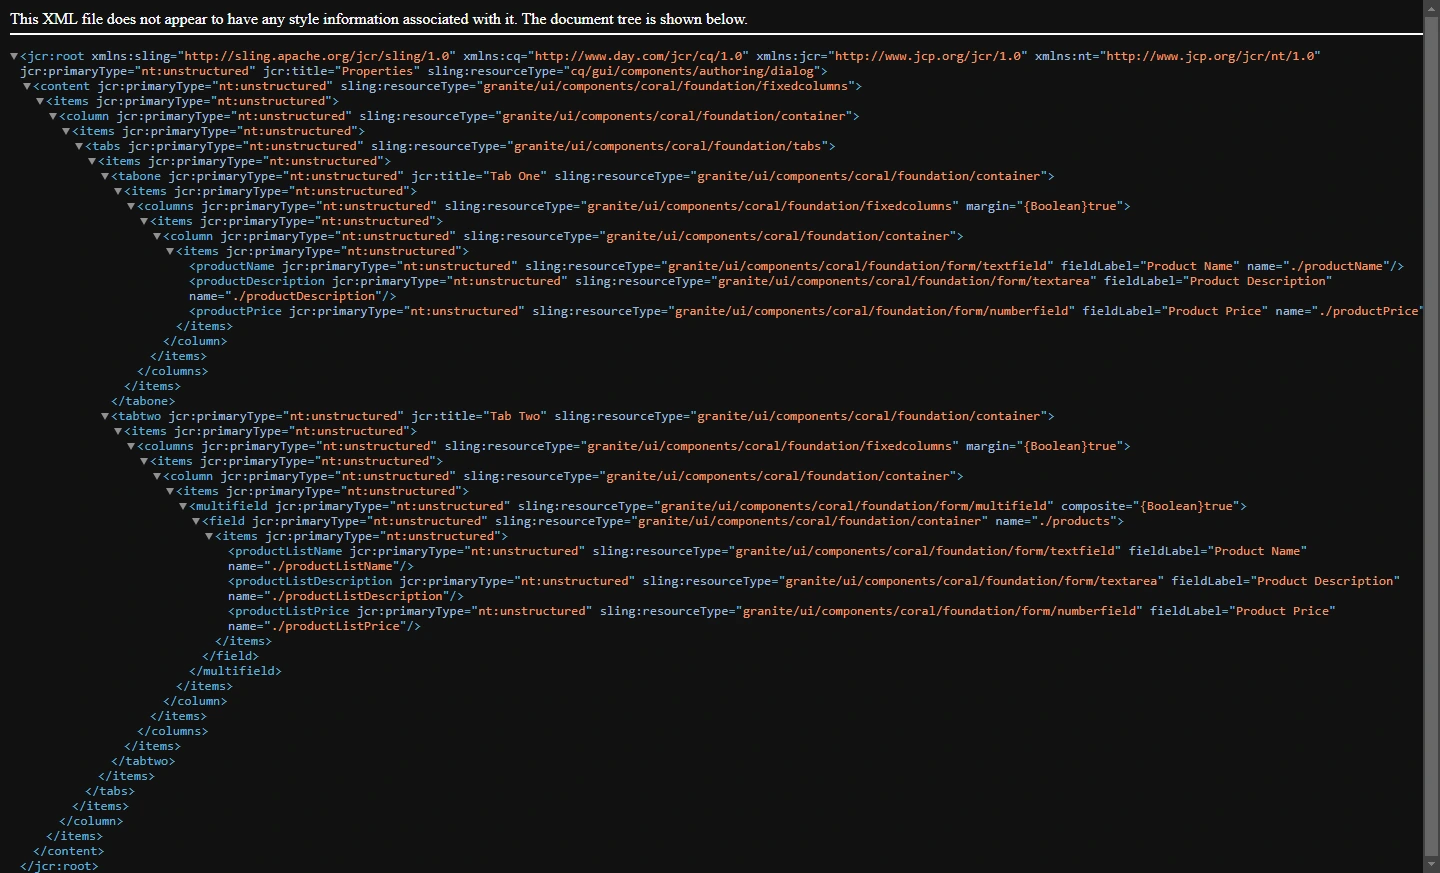 This XML file does not appear to have any style information associated with it. The document tree is shown below.
▼<jcr:root xmlns:sling="http://sling.apache.org/jcr/sling/1.0" xmlns:cq="http://www.day.com/jcr/cq/1.0" xmlns:jcr="http://www.jcp.org/jcr/1.0" xmlns:nt="http://www.jcp.org/jcr/nt/1.0"
jcr:primaryType="nt:unstructured" jcr:title="Properties" sling:resourceType="cq/gui/components/authoring/dialog">
▼<content jcr:primaryType="nt:unstructured" sling:resourceType="granite/ui/components/coral/foundation/fixedcolumns">
▼<items jcr:primaryType="nt:unstructured">
▼<column jcr:primaryType="nt:unstructured" sling:resourceType="granite/ui/components/coral/foundation/container">
▼<items jcr:primaryType="nt:unstructured">
▼<tabs jcr:primaryType="nt:unstructured" sling:resourceType="granite/ui/components/coral/foundation/tabs">
▼<items jcr:primaryType="nt:unstructured">
▼<tabone jcr:primaryType="nt:unstructured" jcr:title="Tab One" sling:resourceType="granite/ui/components/coral/foundation/container">
▼<items jcr:primaryType="nt:unstructured">
▼<columns jcr:primaryType="nt:unstructured" sling:resourceType="granite/ui/components/coral/foundation/fixedcolumns" margin="{Boolean}true">
▼<items jcr:primaryType="nt:unstructured">
▼<column jcr:primaryType="nt:unstructured" sling:resourceType="granite/ui/components/coral/foundation/container">
▼<items jcr:primaryType="nt:unstructured">
<productName jcr:primaryType="nt:unstructured" sling:resourceType="granite/ui/components/coral/foundation/form/textfield" fieldLabel="Product Name" name="./productName"/>
<productDescription jcr:primaryType="nt:unstructured" sling:resourceType="granite/ui/components/coral/foundation/form/textarea" fieldLabel="Product Description"
name="./productDescription"/>
<productPrice jcr:primaryType="nt:unstructured" sling:resourceType="granite/ui/components/coral/foundation/form/numberfield" fieldLabel="Product Price" name="./productPrice"
</items>
</column>
</items>
</columns>
</items>
</tabone>
▼<tabtwo jcr:primaryType="nt:unstructured" jcr:title="Tab Two" sling:resourceType="granite/ui/components/coral/foundation/container">
▼<items jcr:primaryType="nt:unstructured">
▼<columns jcr:primaryType="nt:unstructured" sling:resourceType="granite/ui/components/coral/foundation/fixedcolumns" margin="{Boolean}true">
▼<items jcr:primaryType="nt:unstructured">
▼<column jcr:primaryType="nt:unstructured" sling:resourceType="granite/ui/components/coral/foundation/container">
▼<items jcr:primaryType="nt:unstructured">
▼<multifield jcr:primaryType="nt:unstructured" sling:resourceType="granite/ui/components/coral/foundation/form/multifield" composite="{Boolean}true">
▼<field jcr:primaryType="nt:unstructured" sling:resourceType="granite/ui/components/coral/foundation/container" name="./products">
▼<items jcr:primaryType="nt:unstructured">
<productListName jcr:primaryType="nt:unstructured" sling:resourceType="granite/ui/components/coral/foundation/form/textfield" fieldLabel="Product Name"
name="./productListName"/>
<productListDescription jcr:primaryType="nt:unstructured" sling:resourceType="granite/ui/components/coral/foundation/form/textarea" fieldLabel="Product Description"
name="./productListDescription"/>
<productListPrice jcr:primaryType="nt:unstructured" sling:resourceType="granite/ui/components/coral/foundation/form/numberfield" fieldLabel="Product Price"
name="./productListPrice"/>
</items>
</field>
</multifield>
</items>
</column>
</items>
</columns>
</items>
</tabtwo>
</items>
</tabs>
</items>
</column>
</items>
</content>
</jcr:root>